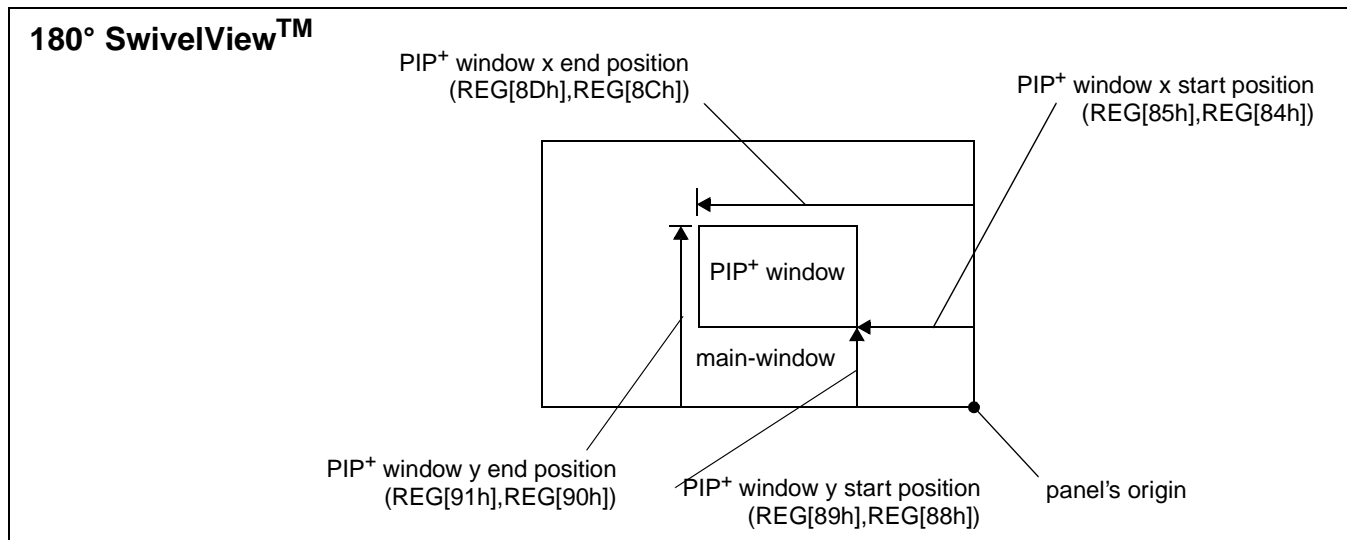 180° SwivelView™
PIP+ window x end position
(REG[8Dh],REG[8Ch])
PIP+ window x start position
(REG[85h],REG[84h])
PIP+ window
main-window
PIP+ window y end position
(REG[91h],REG[90h])
PIP+ window y start position
(REG[89h],REG[88h])
panel's origin